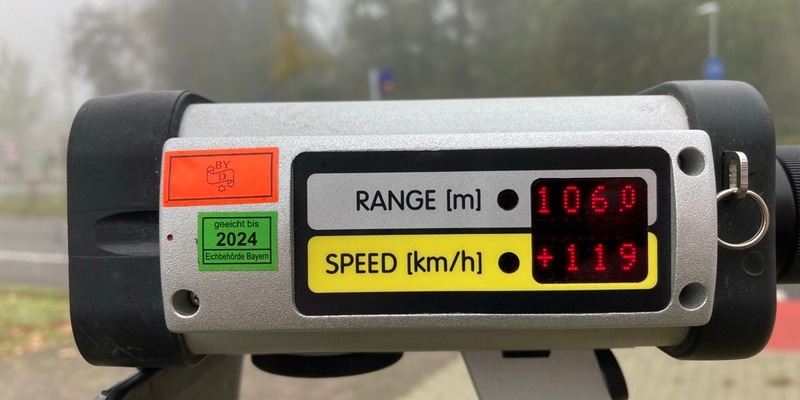 BY
D
geeicht bis
2024
Eichbehörde Bayern
RANGE [m]
106.0
SPEED [km/h]
+119